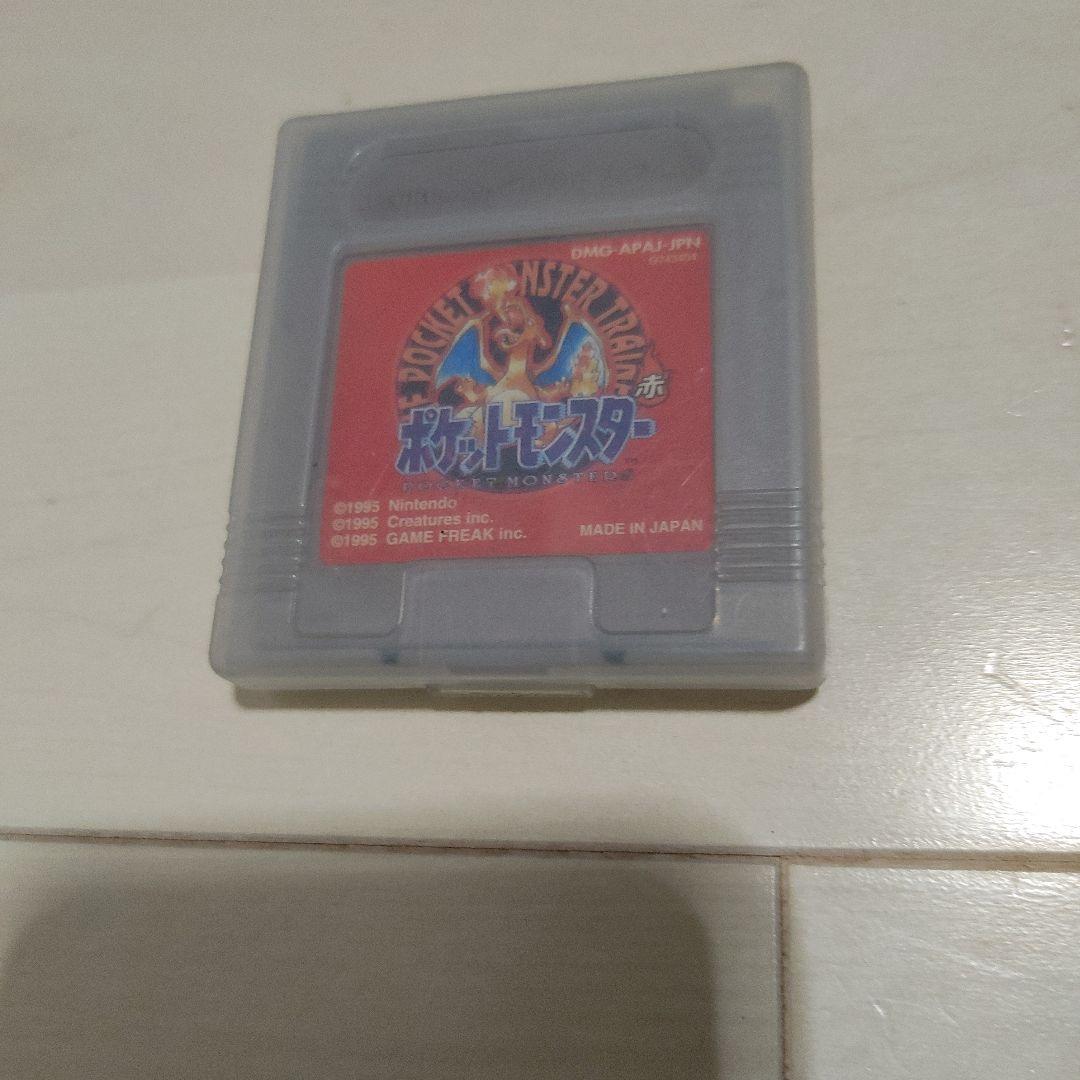 DMG-APAJ-JPN
POCKET MONSTER
赤
ポケットモンスター
POCKET MONSTERS
©1995 Nintendo
©1995 Creatures inc.
©1995 GAME FREAK inc.
MADE IN JAPAN